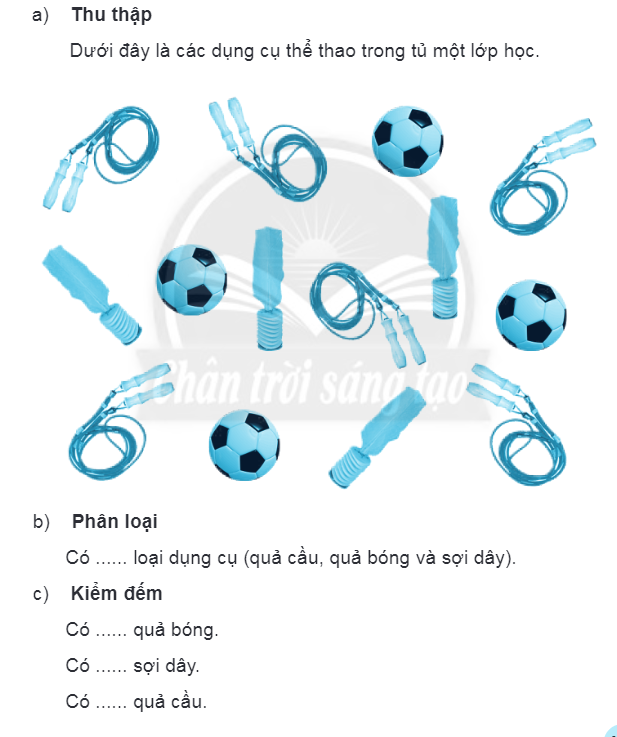 a) Thu thập
Dưới đây là các dụng cụ thể thao trong tủ một lớp học.
Chân trời sáng tạo
b) Phân loại
Có ...... loại dụng cụ (quả cầu, quả bóng và sợi dây).
c) Kiểm đếm
Có ...... quả bóng.
Có ...... sợi dây.
Có ...... quả cầu.